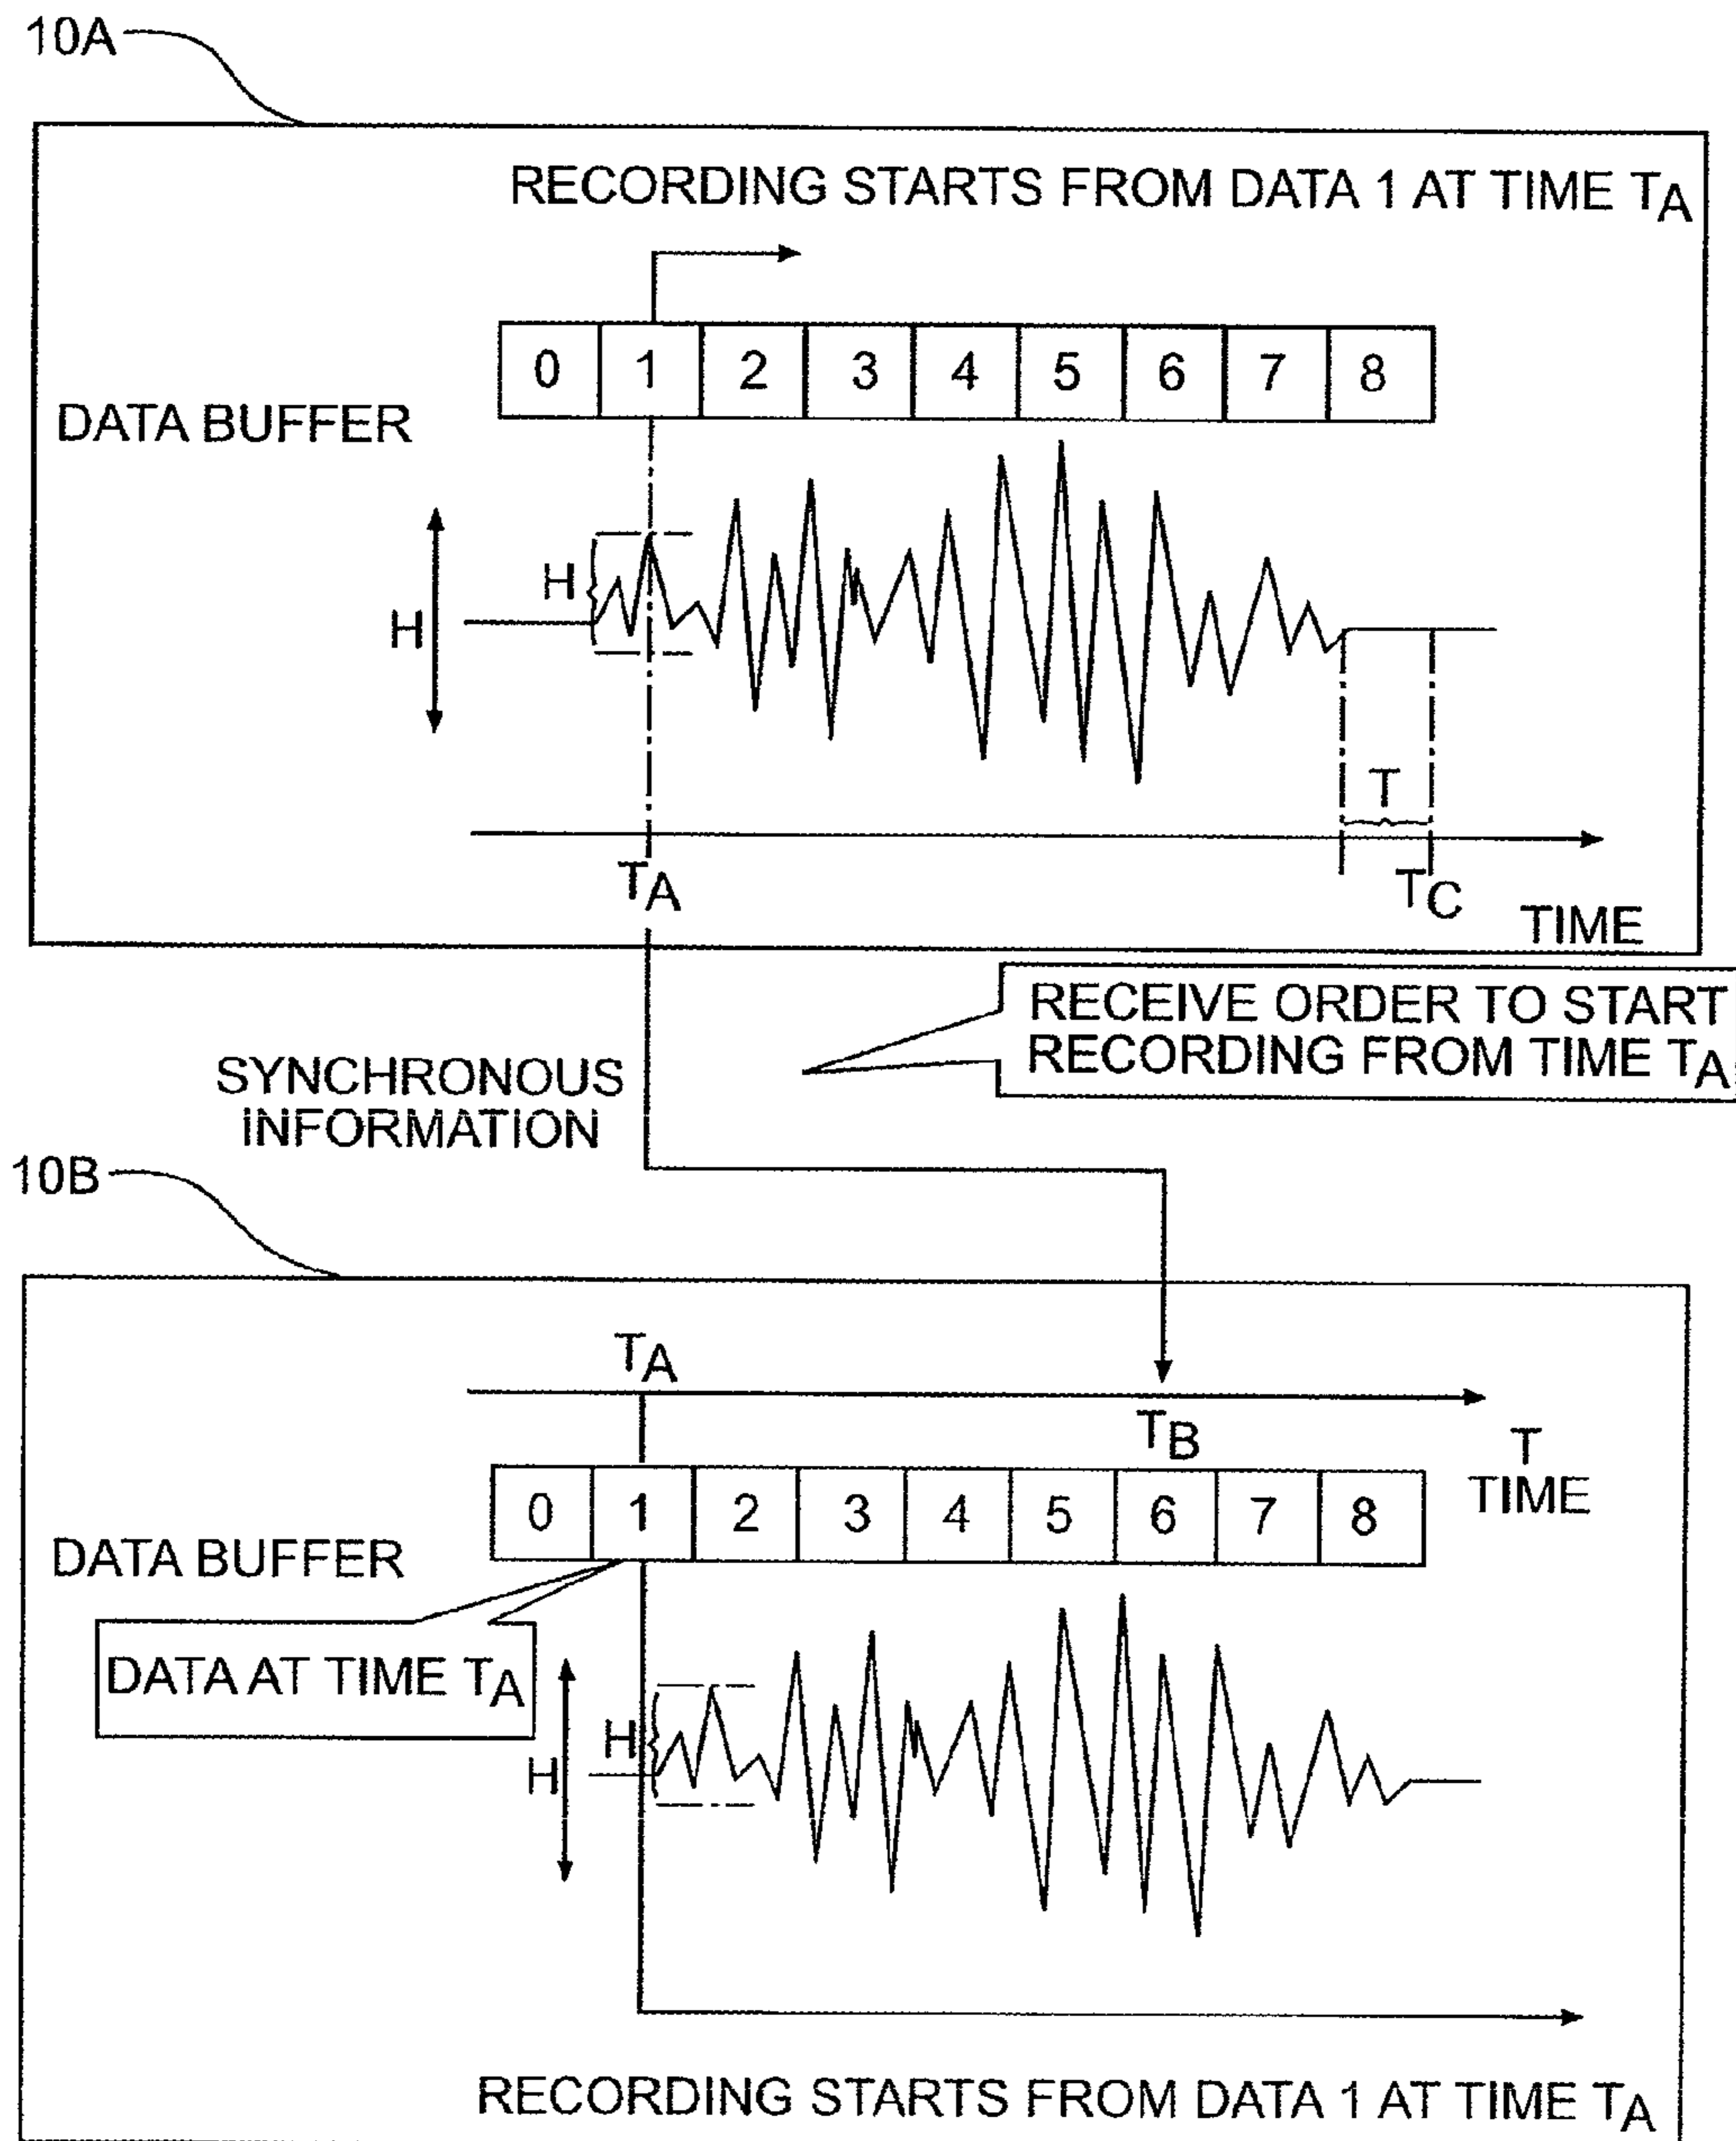 10A
RECORDING STARTS FROM DATA 1 AT TIME TA
0 1 2 3 4 5 6 7 8
DATA BUFFER
H
H
T
TA
TC
TIME
RECEIVE ORDER TO START
RECORDING FROM TIME TA
SYNCHRONOUS
INFORMATION
10B
TA
TB
T
TIME
0 1 2 3 4 5 6 7 8
DATA BUFFER
DATA AT TIME TA
H
H
RECORDING STARTS FROM DATA 1 AT TIME TA